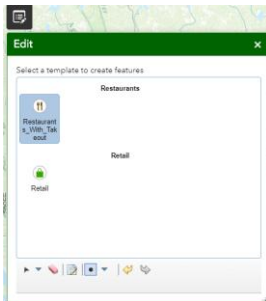 Edit
Select a template to create features
Restaurants
Restaurant
s_With_Tak
eout
Retail
Retail